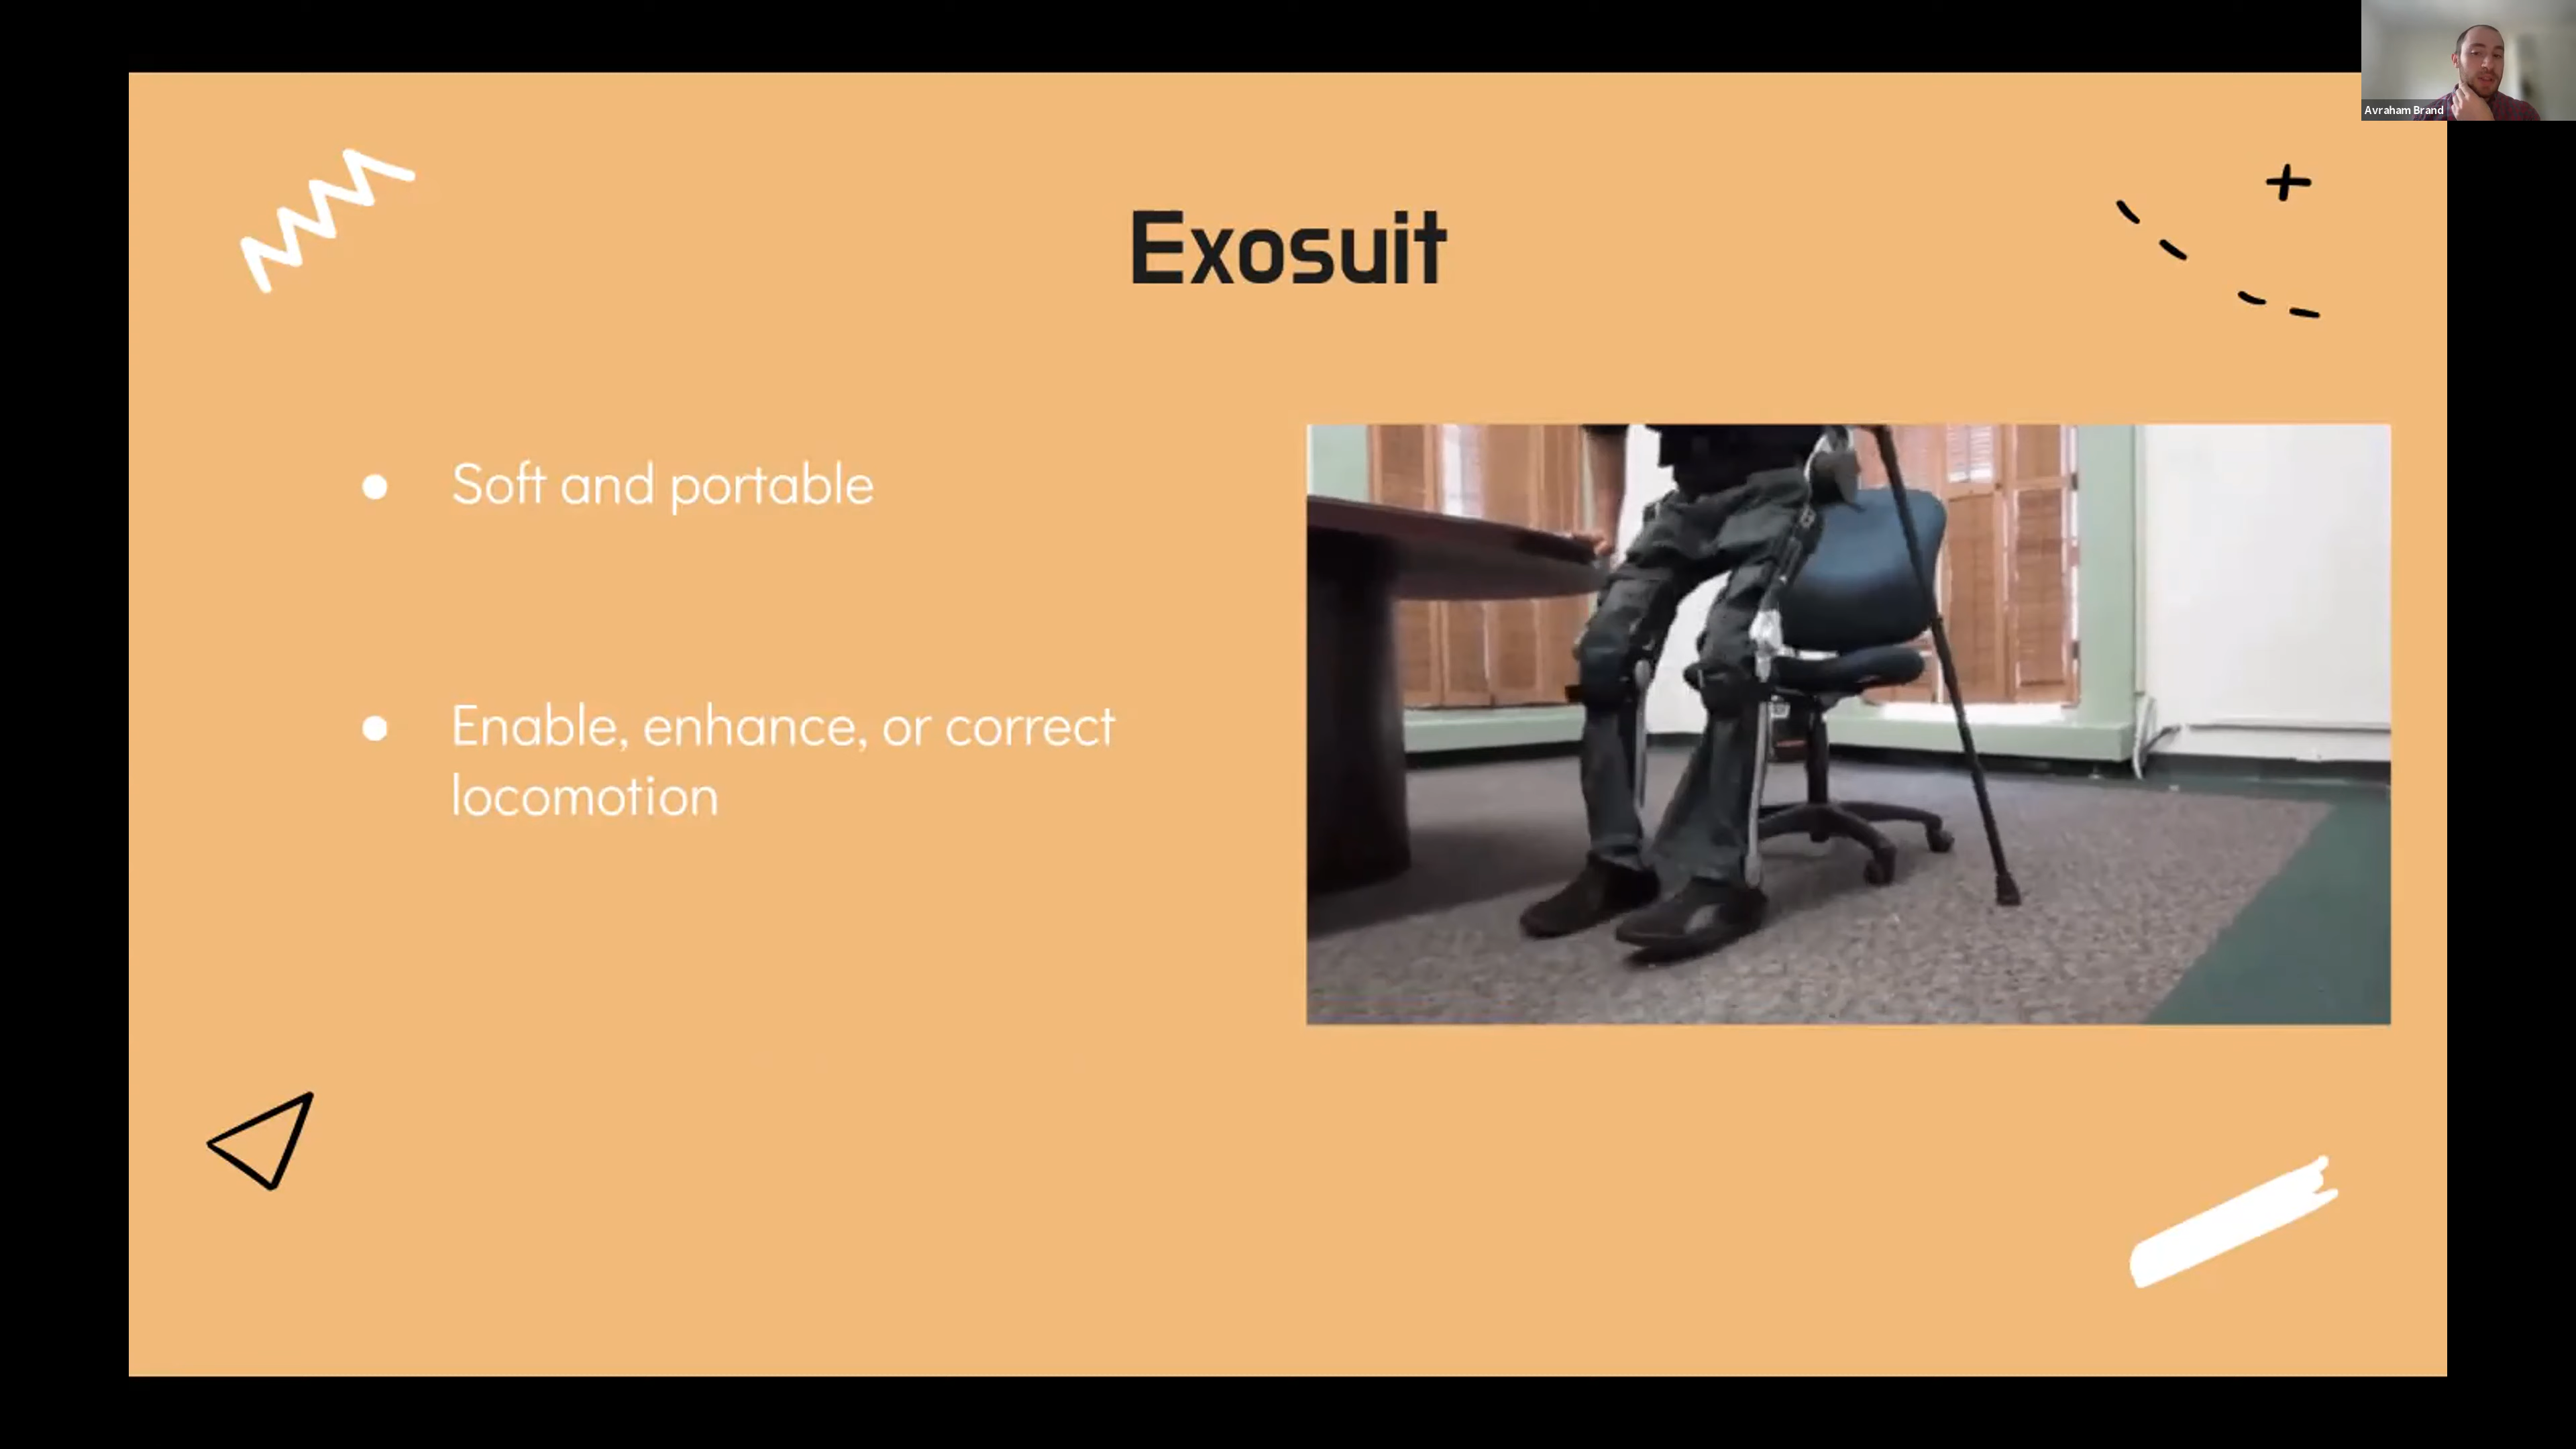 Avraham Brand
Exosuit
Soft and portable
Enable, enhance, or correct
locomotion